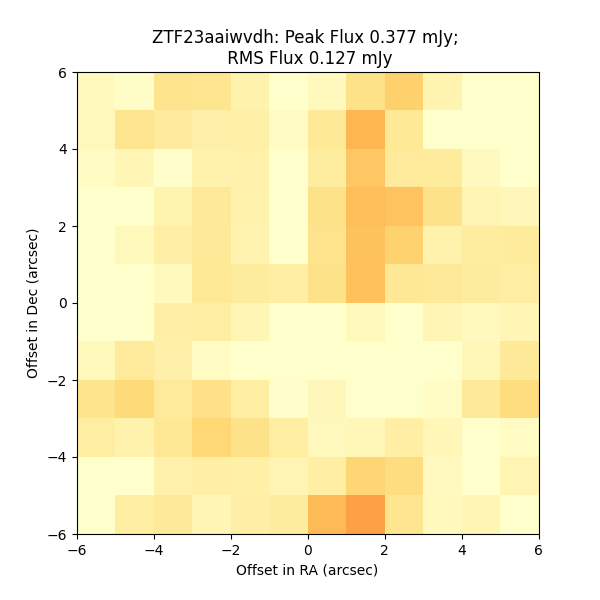 ZTF23aaiwvdh: Peak Flux 0.377 mJy;
RMS Flux 0.127 mJy
6
4
2
0
−2
−4
−6
Offset in Dec (arcsec)
−6 −4 −2 0 2 4 6
Offset in RA (arcsec)